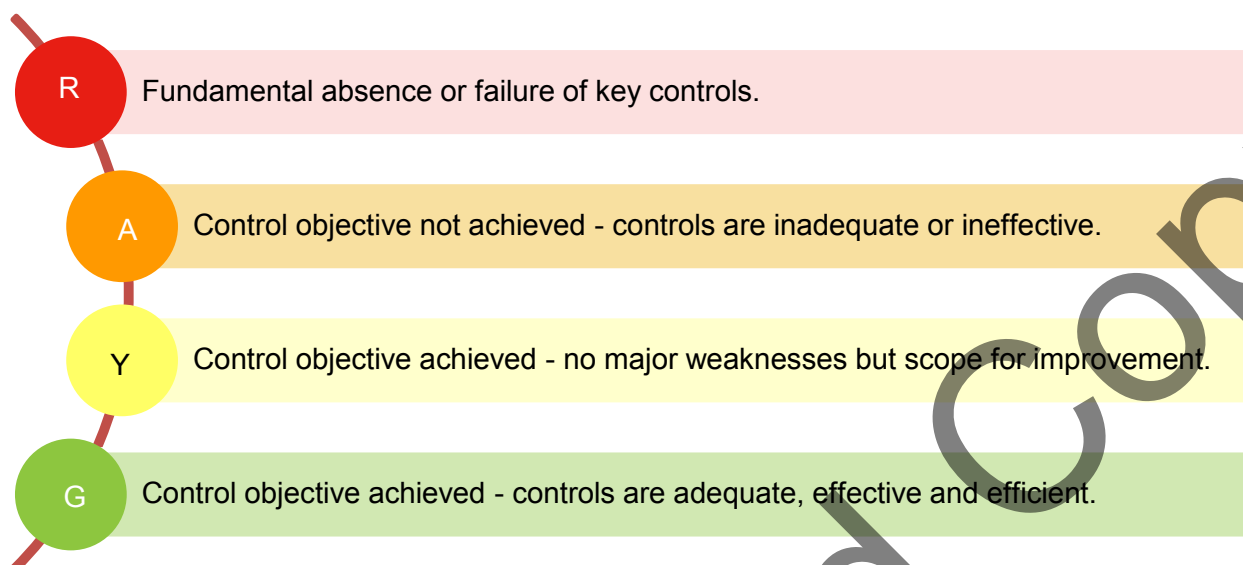 R
Fundamental absence or failure of key controls.
A
Control objective not achieved - controls are inadequate or ineffective.
Y
Control objective achieved - no major weaknesses but scope for improvement.
G
Control objective achieved - controls are adequate, effective and efficient.